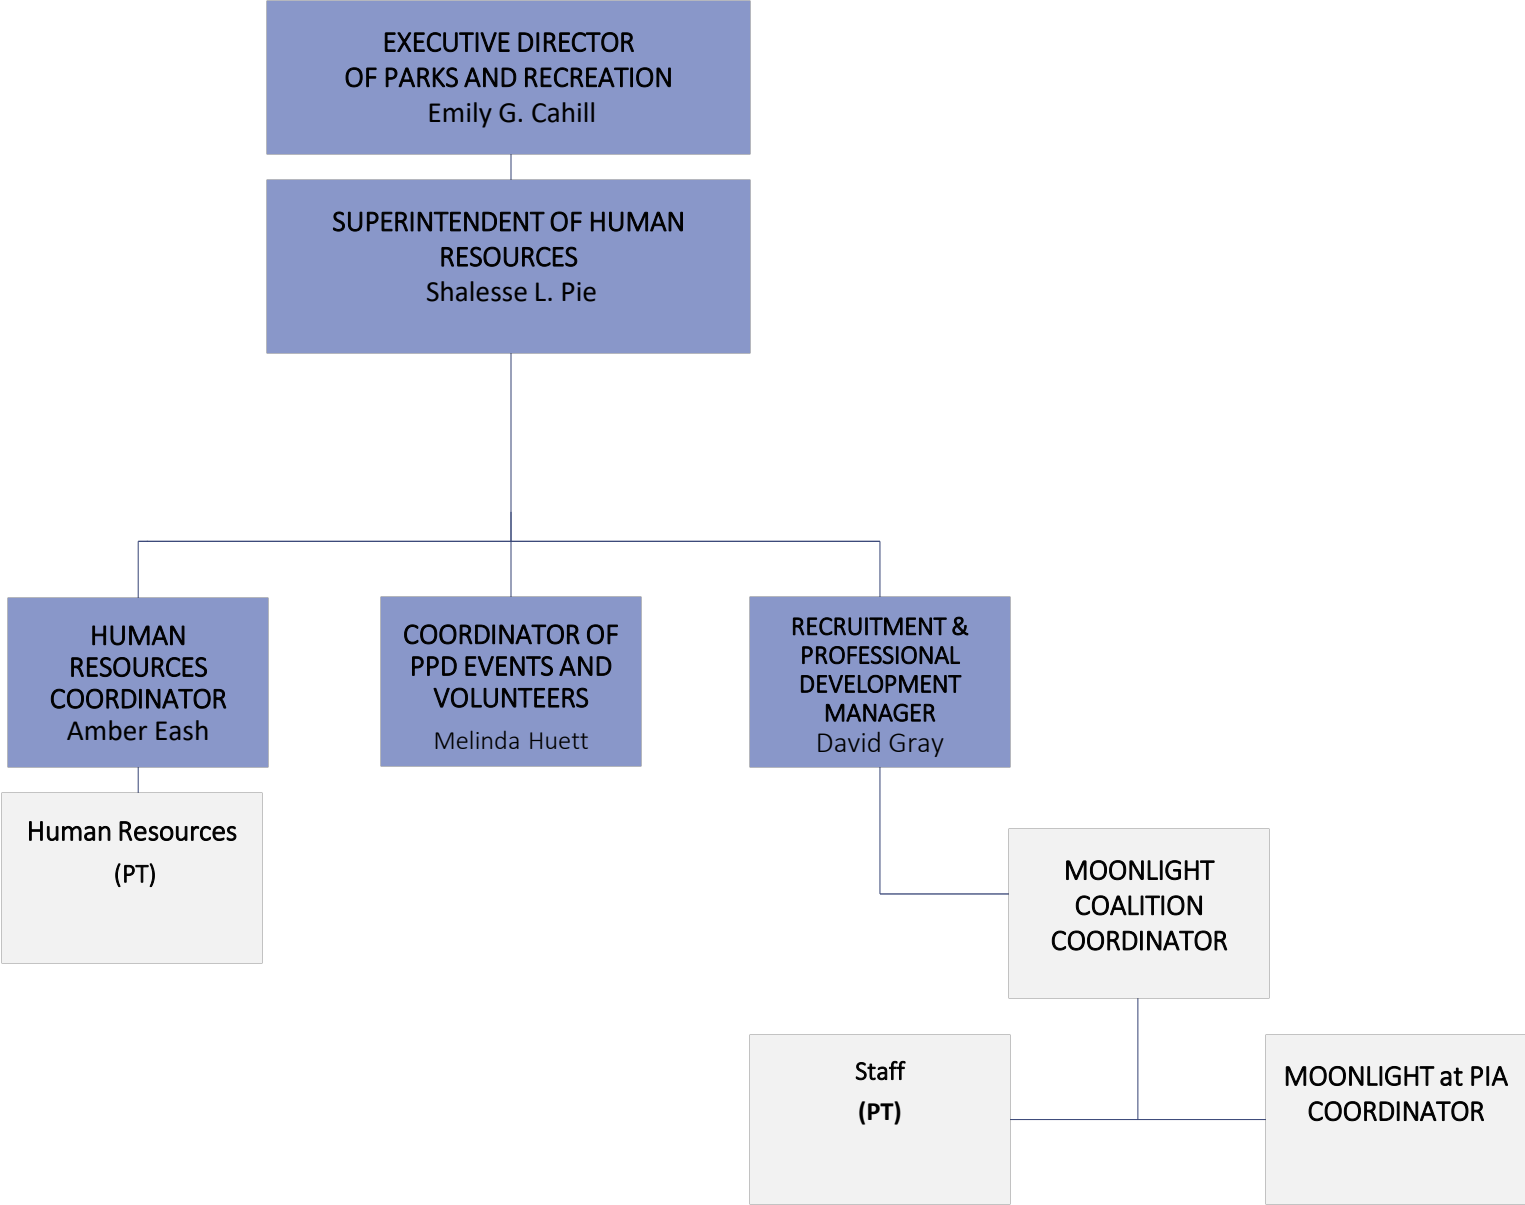 EXECUTIVE DIRECTOR
OF PARKS AND RECREATION
Emily G. Cahill
SUPERINTENDENT OF HUMAN
RESOURCES
Shalesse L. Pie
HUMAN
RESOURCES
COORDINATOR
Amber Eash
COORDINATOR OF
PPD EVENTS AND
VOLUNTEERS
Melinda Huett
RECRUITMENT &
PROFESSIONAL
DEVELOPMENT
MANAGER
David Gray
Human Resources
(PT)
MOONLIGHT
COALITION
COORDINATOR
Staff
(PT)
MOONLIGHT at PIA
COORDINATOR